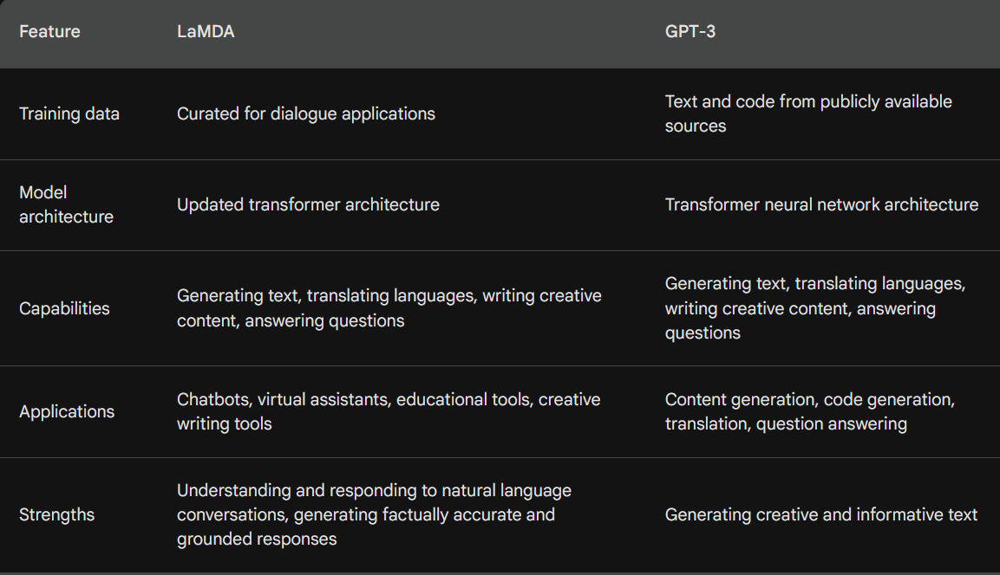 Feature LaMDA GPT-3
Training data
Curated for dialogue applications
Text and code from publicly available
sources
Model
architecture
Updated transformer architecture
Transformer neural network architecture
Capabilities
Generating text, translating languages, writing creative
content, answering questions
Generating text, translating languages,
writing creative content, answering
questions
Applications
Chatbots, virtual assistants, educational tools, creative
writing tools
Content generation, code generation,
translation, question answering
Strengths
Understanding and responding to natural language
conversations, generating factually accurate and
grounded responses
Generating creative and informative text